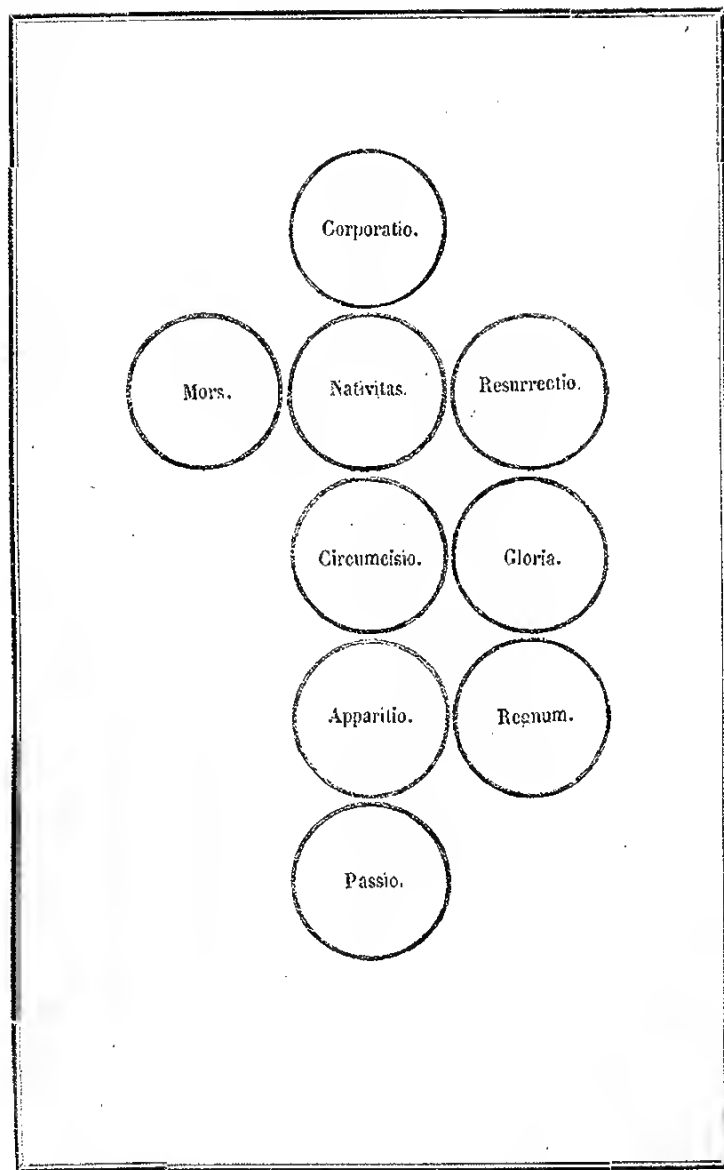 Corporatio.
Mors. Nativitas. Resurrectio.
Circumcisio. Gloria.
Apparitio. Regnum.
Passio.